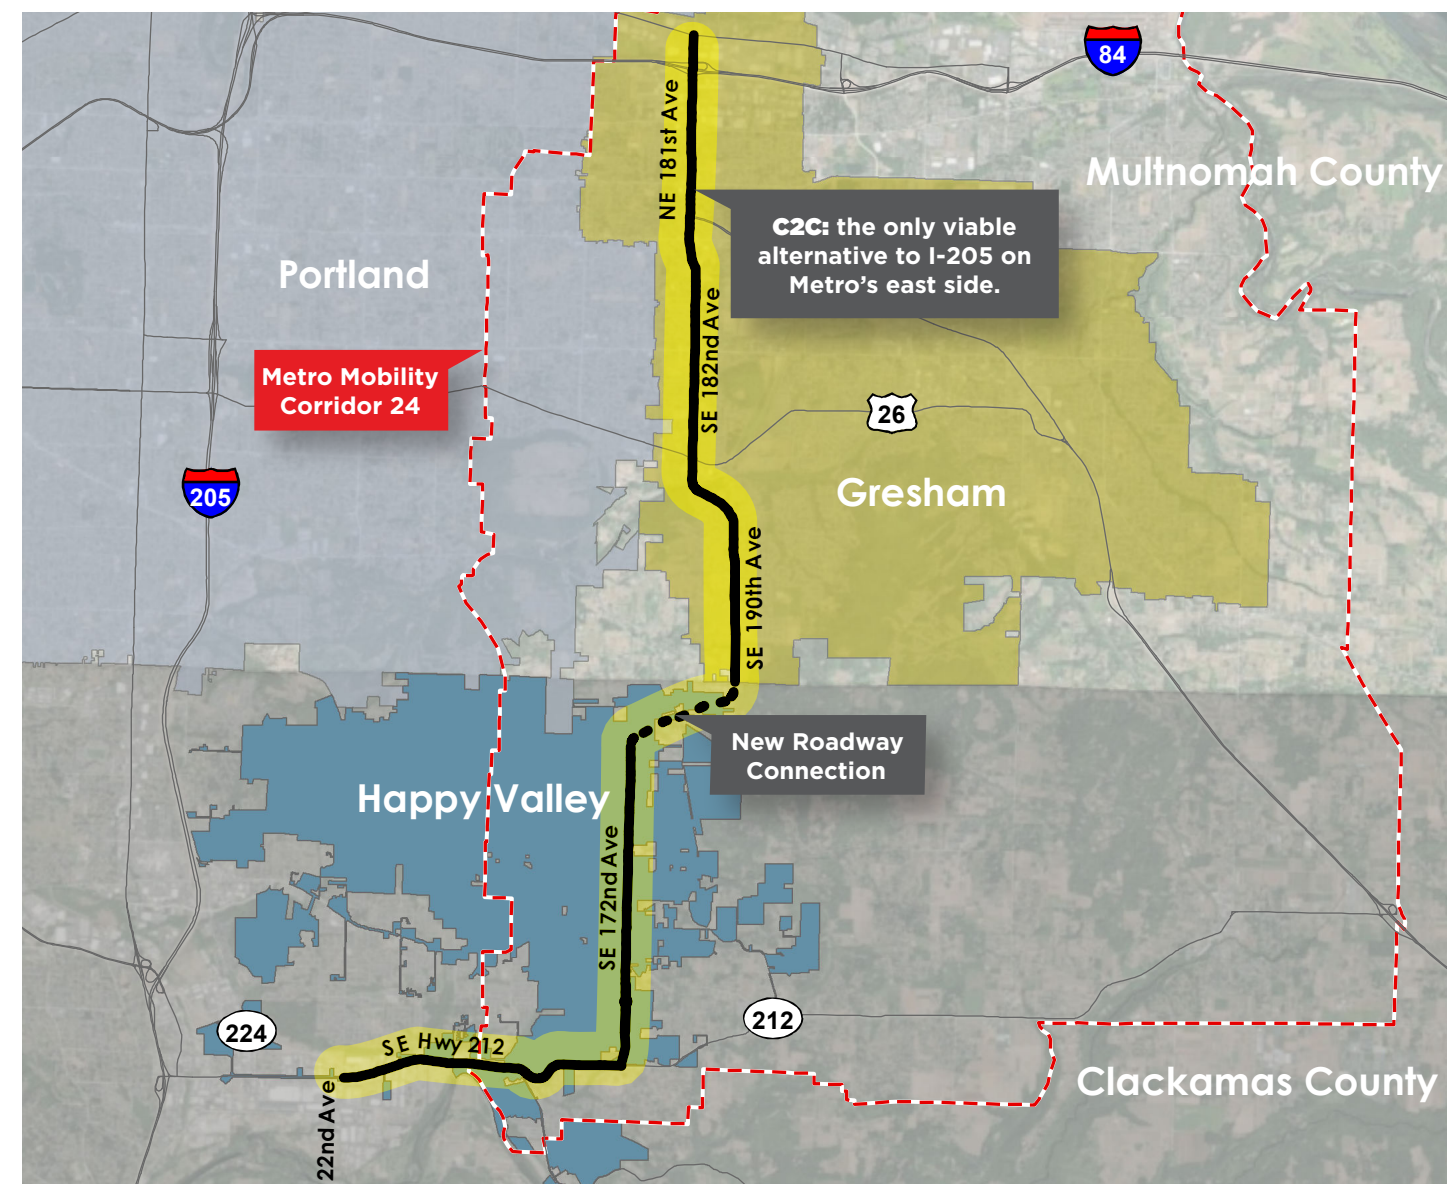 84
Multnomah County
NE 181st Ave
C2C: the only viable
alternative to I-205 on
Metro's east side.
Portland
SE 182nd Ave
Metro Mobility
Corridor 24
26
205
Gresham
SE 190th Ave
New Roadway
Connection
Happy Valley
SE 172nd Ave
224
212
SE Hwy 212
Clackamas County
22nd Ave